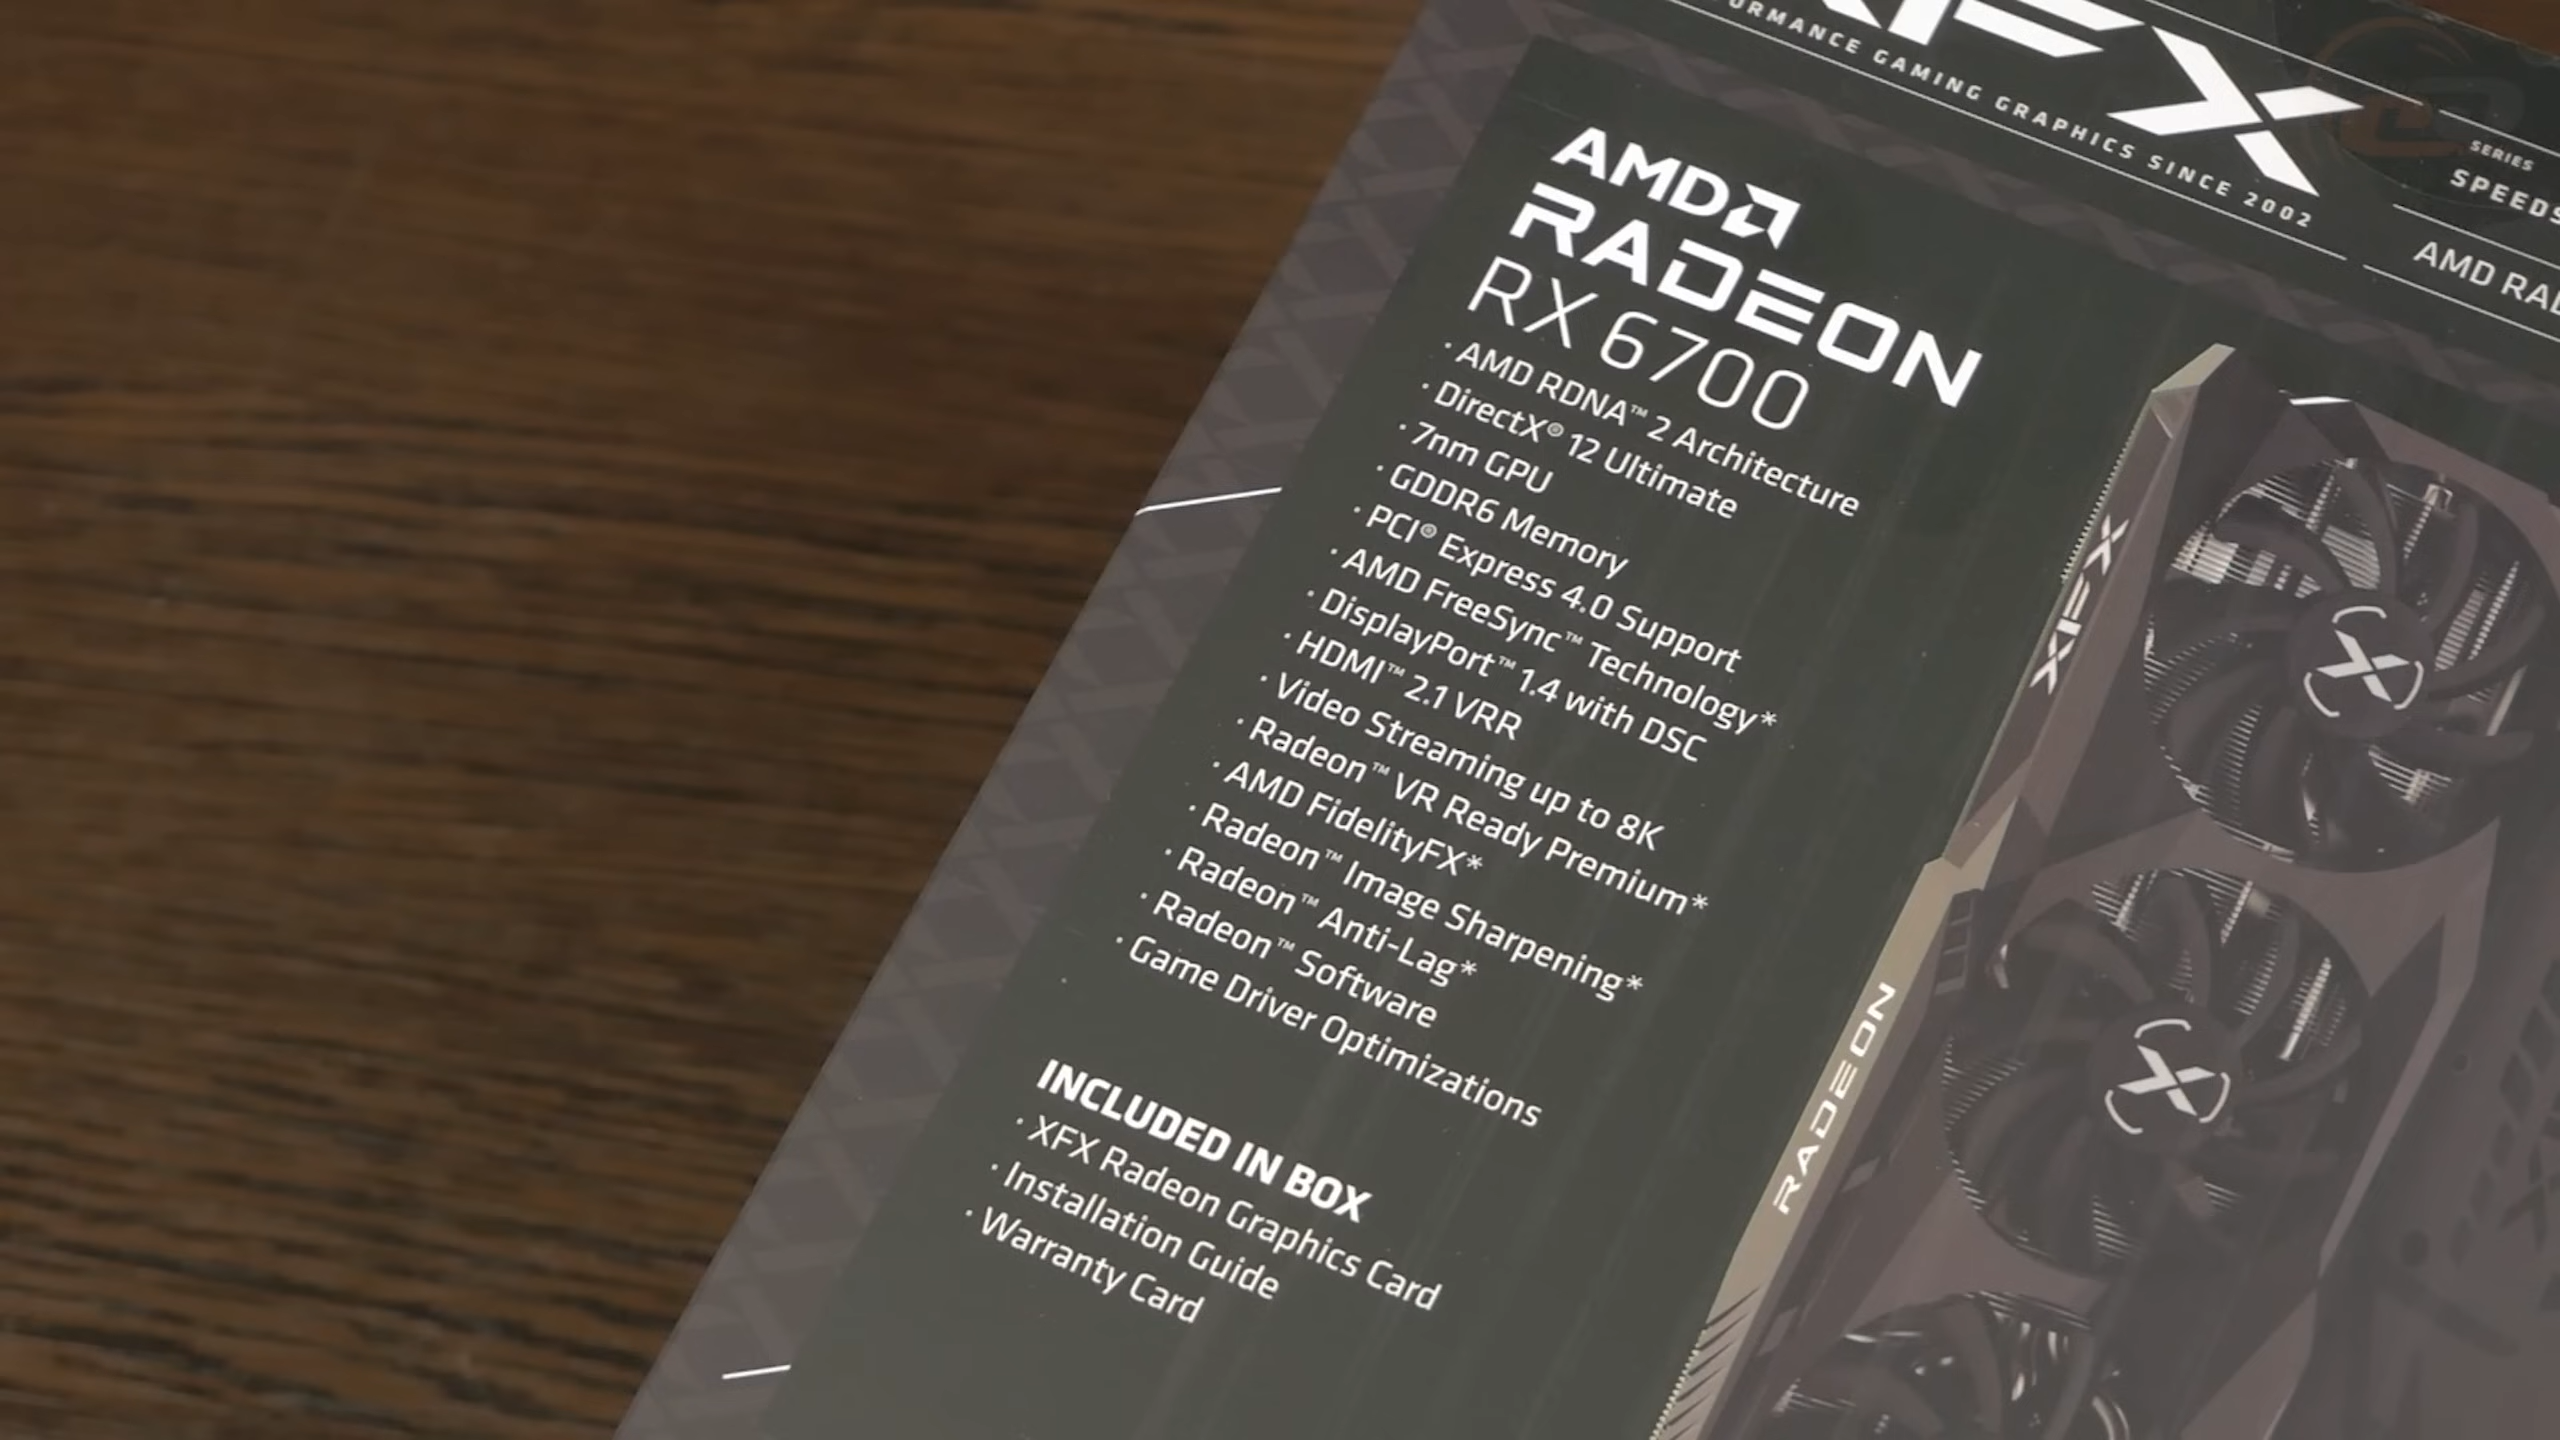 XFX
GAMING GRAPHICS SINCE 2002
SERIES
AMD
RADEON
RX 6700
· AMD RDNA™ 2 Architecture
· DirectX® 12 Ultimate
· 7nm GPU
· GDDR6 Memory
· PCI® Express 4.0 Support
· AMD FreeSync™ Technology*
· DisplayPort™ 1.4 with DSC
· HDMI™ 2.1 VRR
· Video Streaming up to 8K
· Radeon™ VR Ready Premium*
· AMD FidelityFX*
· Radeon™ Image Sharpening*
· Radeon™ Anti-Lag*
· Radeon™ Software
· Game Driver Optimizations
INCLUDED IN BOX
· XFX Radeon Graphics Card
· Installation Guide
· Warranty Card
AMD
XFX
RADEON